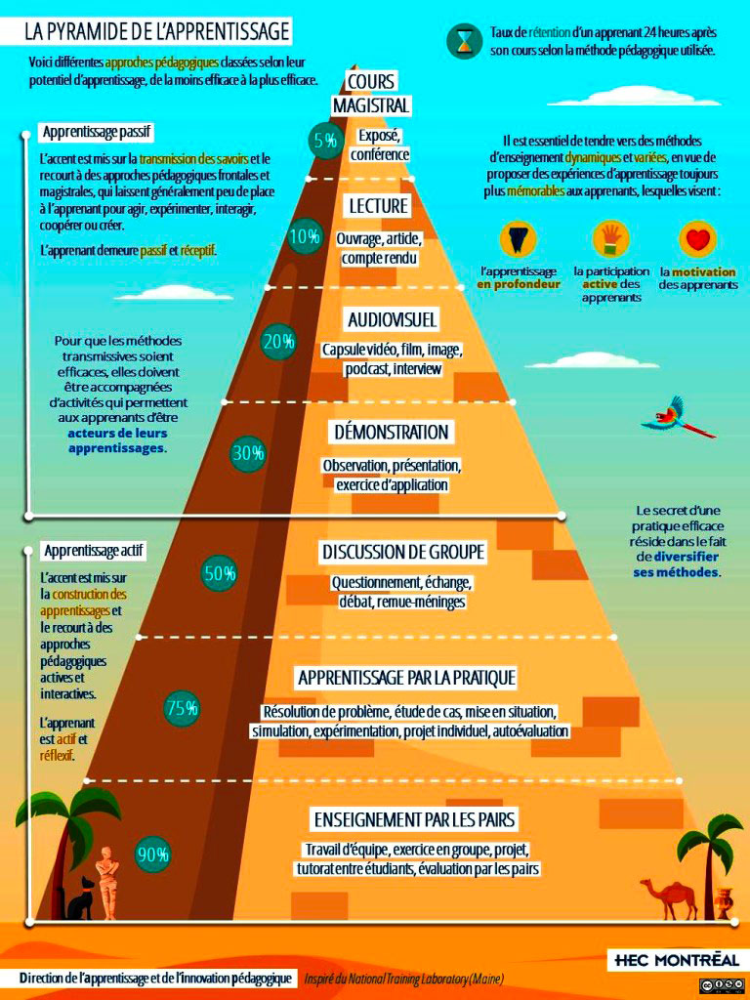 LA PYRAMIDE DE L'APPRENTISSAGE
Voici différentes approches pédagogiques classées selon leur
potentiel d'apprentissage, de la moins efficace à la plus efficace.
Taux de rétention d'un apprenant 24 heures après
son cours selon la méthode pédagogique utilisée.
COURS
MAGISTRAL
5%
Exposé,
conférence
Apprentissage passif
L'accent est mis sur la transmission des savoirs et le
recourt à des approches pédagogiques frontales et
magistrales, qui laissent généralement peu de place
à l'apprenant pour agir, expérimenter, interagir,
coopérer ou créer.
L'apprenant demeure passif et réceptif.
Il est essentiel de tendre vers des méthodes
d'enseignement dynamiques et variées, en vue de
proposer des expériences d'apprentissage toujours
plus mémorables aux apprenants, lesquelles visent :
l'apprentissage
en profondeur
la participation
active des
apprenants
la motivation
des apprenants
LECTURE
10%
Ouvrage, article,
compte rendu
AUDIOVISUEL
20%
Capsule vidéo, film, image,
podcast, interview
Pour que les méthodes
transmissives soient
efficaces, elles doivent
être accompagnées
d'activités qui permettent
aux apprenants d'être
acteurs de leurs
apprentissages.
DÉMONSTRATION
30%
Observation, présentation,
exercice d'application
Le secret d'une
pratique efficace
réside dans le fait
de diversifier
ses méthodes.
Apprentissage actif
L'accent est mis sur
la construction des
apprentissages et
le recourt à des
approches
pédagogiques
actives et
interactives.
L'apprenant
est actif et
réflexif.
DISCUSSION DE GROUPE
50%
Questionnement, échange,
débat, remue-méninges
APPRENTISSAGE PAR LA PRATIQUE
75%
Résolution de problème, étude de cas, mise en situation,
simulation, expérimentation, projet individuel, autoévaluation
ENSEIGNEMENT PAR LES PAIRS
90%
Travail d'équipe, exercice en groupe, projet,
tutorat entre étudiants, évaluation par les pairs
HEC MONTRÉAL
Direction de l'apprentissage et de l'innovation pédagogique
Inspiré du National Training Laboratory (Maine)